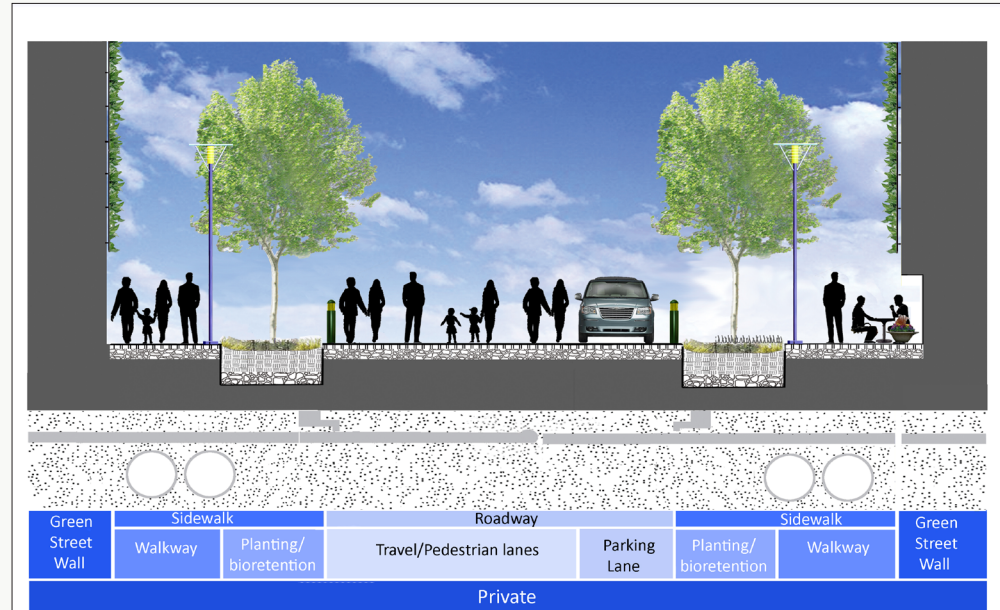 Green
Street
Wall
Sidewalk
Roadway
Sidewalk
Green
Street
Wall
Walkway
Planting/
bioretention
Travel/Pedestrian lanes
Parking
Lane
Planting/
bioretention
Walkway
Private